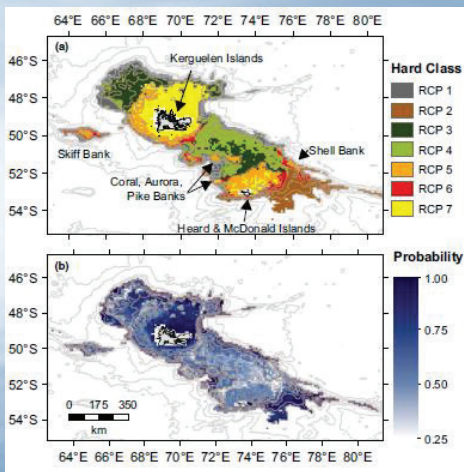 64°E 66°E 68°E 70°E 72°E 74°E 76°E 78°E 80°E
(a)
Kerguelen Islands
46°S
48°S
50°S
52°S
54°S
Skiff Bank
Shell Bank
Coral, Aurora,
Pike Banks
Heard & McDonald Islands
Hard Class
RCP 1
RCP 2
RCP 3
RCP 4
RCP 5
RCP 6
RCP 7
(b)
46°S
48°S
50°S
52°S
54°S
0 175 350
km
Probability
1.00
0.75
0.50
0.25
64°E 66°E 68°E 70°E 72°E 74°E 76°E 78°E 80°E